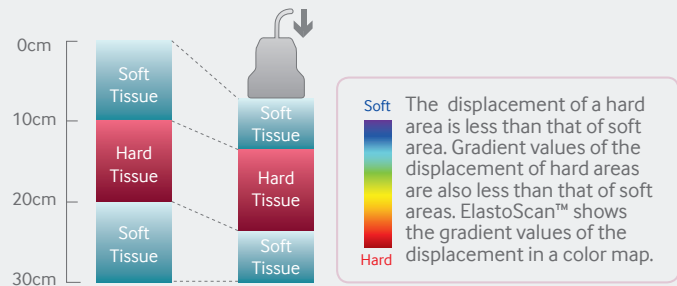 0cm
10cm
20cm
30cm
Soft
Tissue
Hard
Tissue
Soft
Tissue
Soft
Tissue
Hard
Tissue
Soft
Tissue
Soft
Hard
The displacement of a hard
area is less than that of soft
area. Gradient values of the
displacement of hard areas
are also less than that of soft
areas. ElastoScan™ shows
the gradient values of the
displacement in a color map.